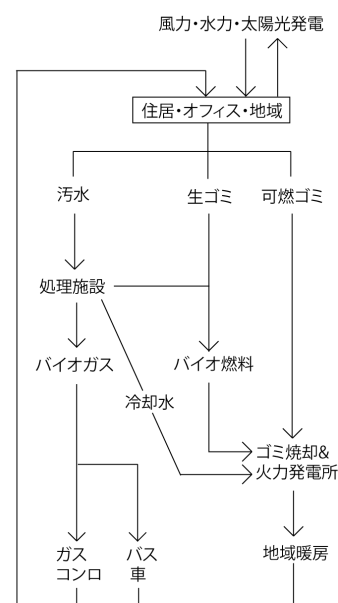 風力・水力・太陽光発電
住居・オフィス・地域
汚水
生ゴミ
可燃ゴミ
処理施設
バイオガス
バイオ燃料
冷却水
ゴミ焼却&
火力発電所
ガス
コンロ
バス
車
地域暖房